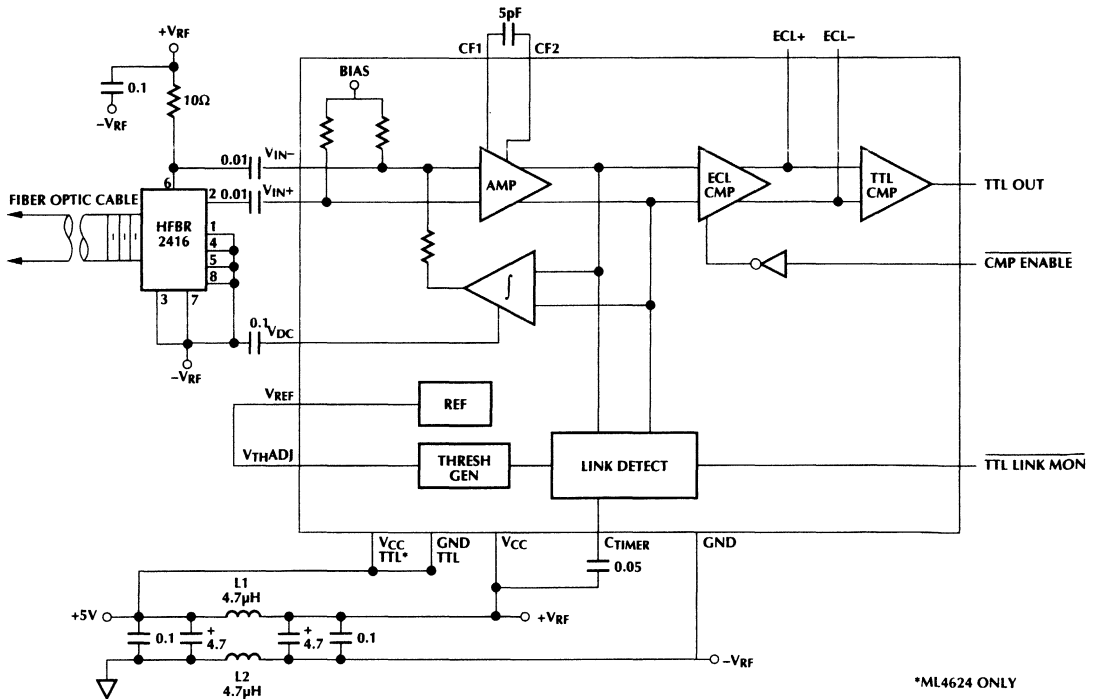 5pF
CF1
CF2
ECL+ ECL−
+VRF
0.1
10Ω
−VRF
BIAS
0.01
VIN−
AMP
ECL
CMP
TTL
CMP
TTL OUT
6
2 0.01
VIN+
FIBER OPTIC CABLE
HFBR
2416
1
4
5
8
3 7
CMP ENABLE
∫
0.1
VDC
−VRF
VREF
REF
VTHADJ
THRESH
GEN
LINK DETECT
TTL LINK MON
VCC
TTL*
GND
TTL
VCC
CTIMER
GND
0.05
L1
4.7µH
+5V
+VRF
0.1
+
4.7
+
4.7
0.1
−VRF
L2
4.7µH
*ML4624 ONLY